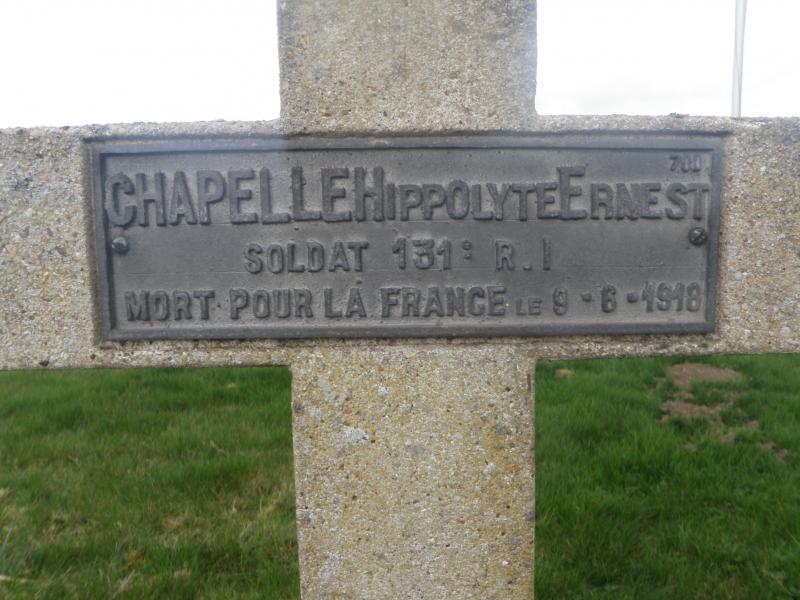 700
CHAPELLE HIPPOLYTE ERNEST
SOLDAT 131E R.I
MORT POUR LA FRANCE LE 9-6-1918